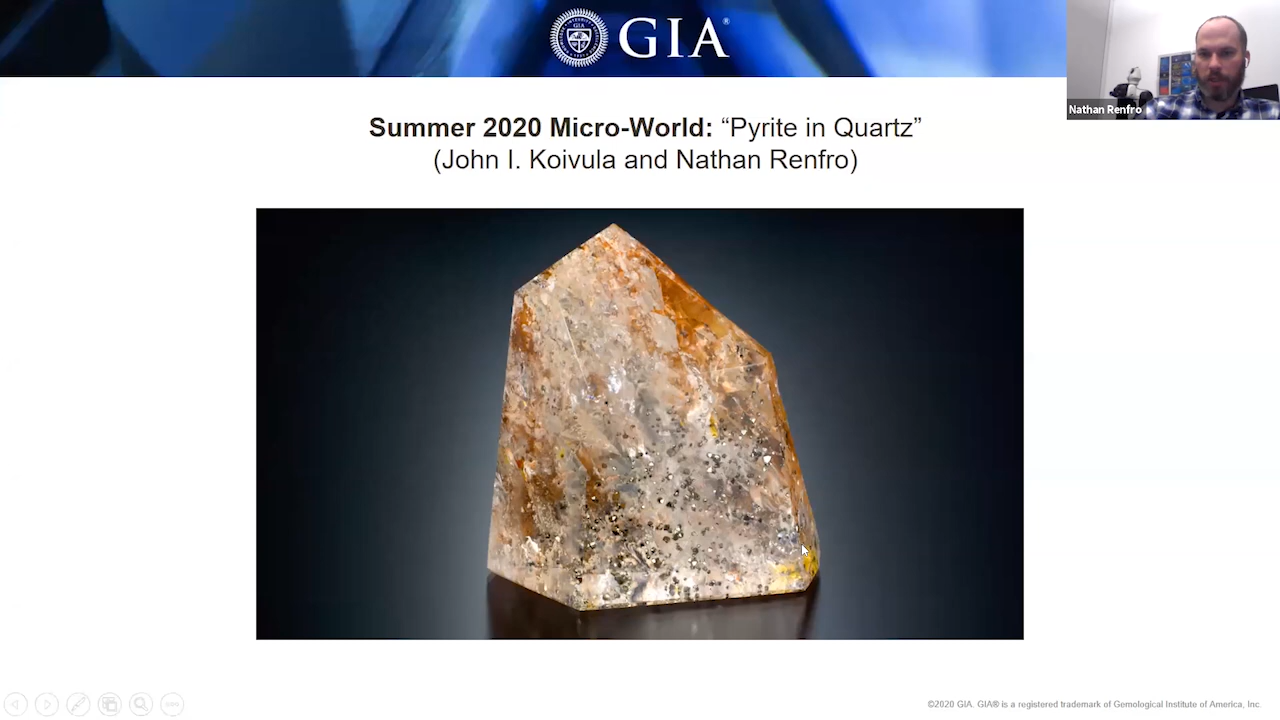 GIA®
Nathan Renfro
Summer 2020 Micro-World: “Pyrite in Quartz”
(John I. Koivula and Nathan Renfro)
©2020 GIA. GIA® is a registered trademark of Gemological Institute of America, Inc.